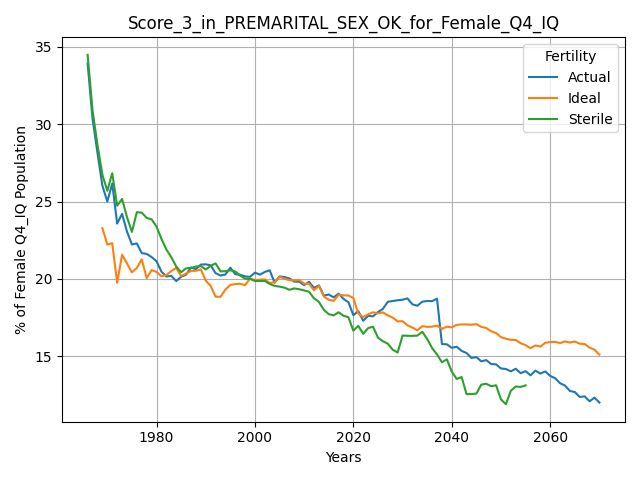 Score_3_in_PREMARITAL_SEX_OK_for_Female_Q4_IQ
% of Female Q4_IQ Population
35
30
25
20
15
Fertility
Actual
Ideal
Sterile
1980
2000
2020
2040
2060
Years